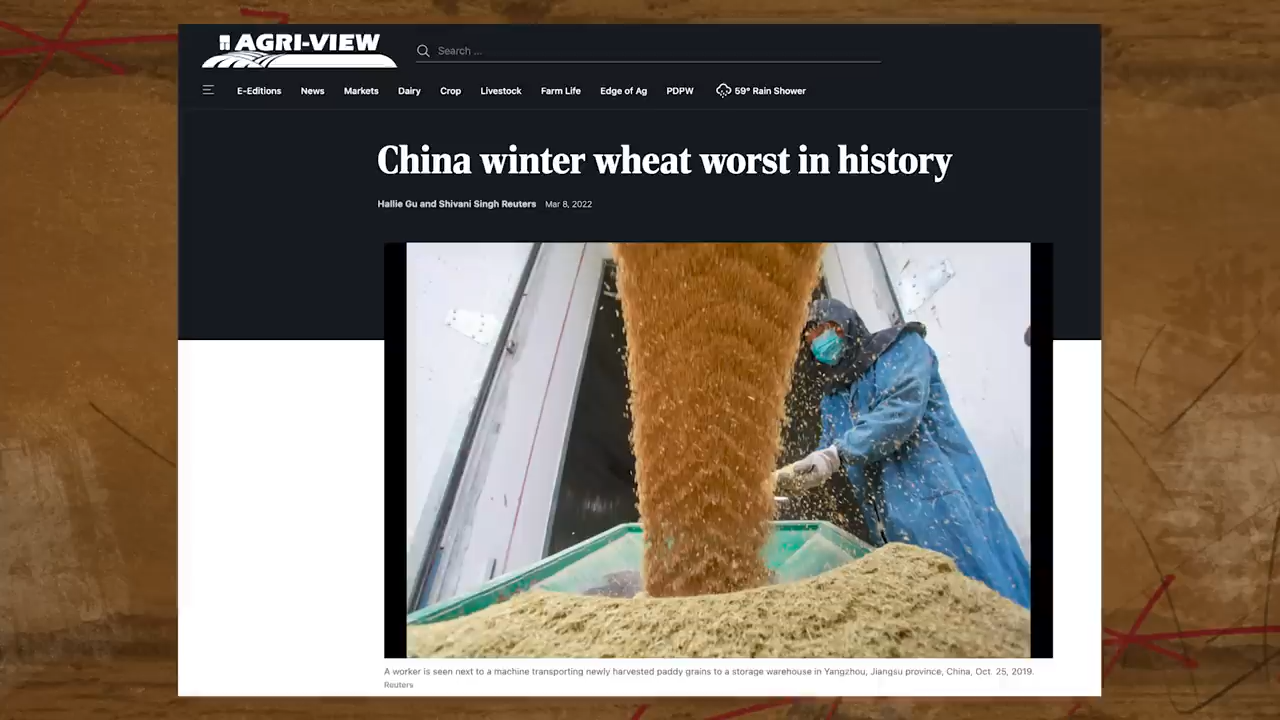 AGRI-VIEW
Search ...
E-Editions News Markets Dairy Crop Livestock Farm Life Edge of Ag PDPW 59° Rain Shower
China winter wheat worst in history
Hallie Gu and Shivani Singh Reuters Mar 8, 2022
A worker is seen next to a machine transporting newly harvested paddy grains to a storage warehouse in Yangzhou, Jiangsu province, China, Oct. 25, 2019.
Reuters